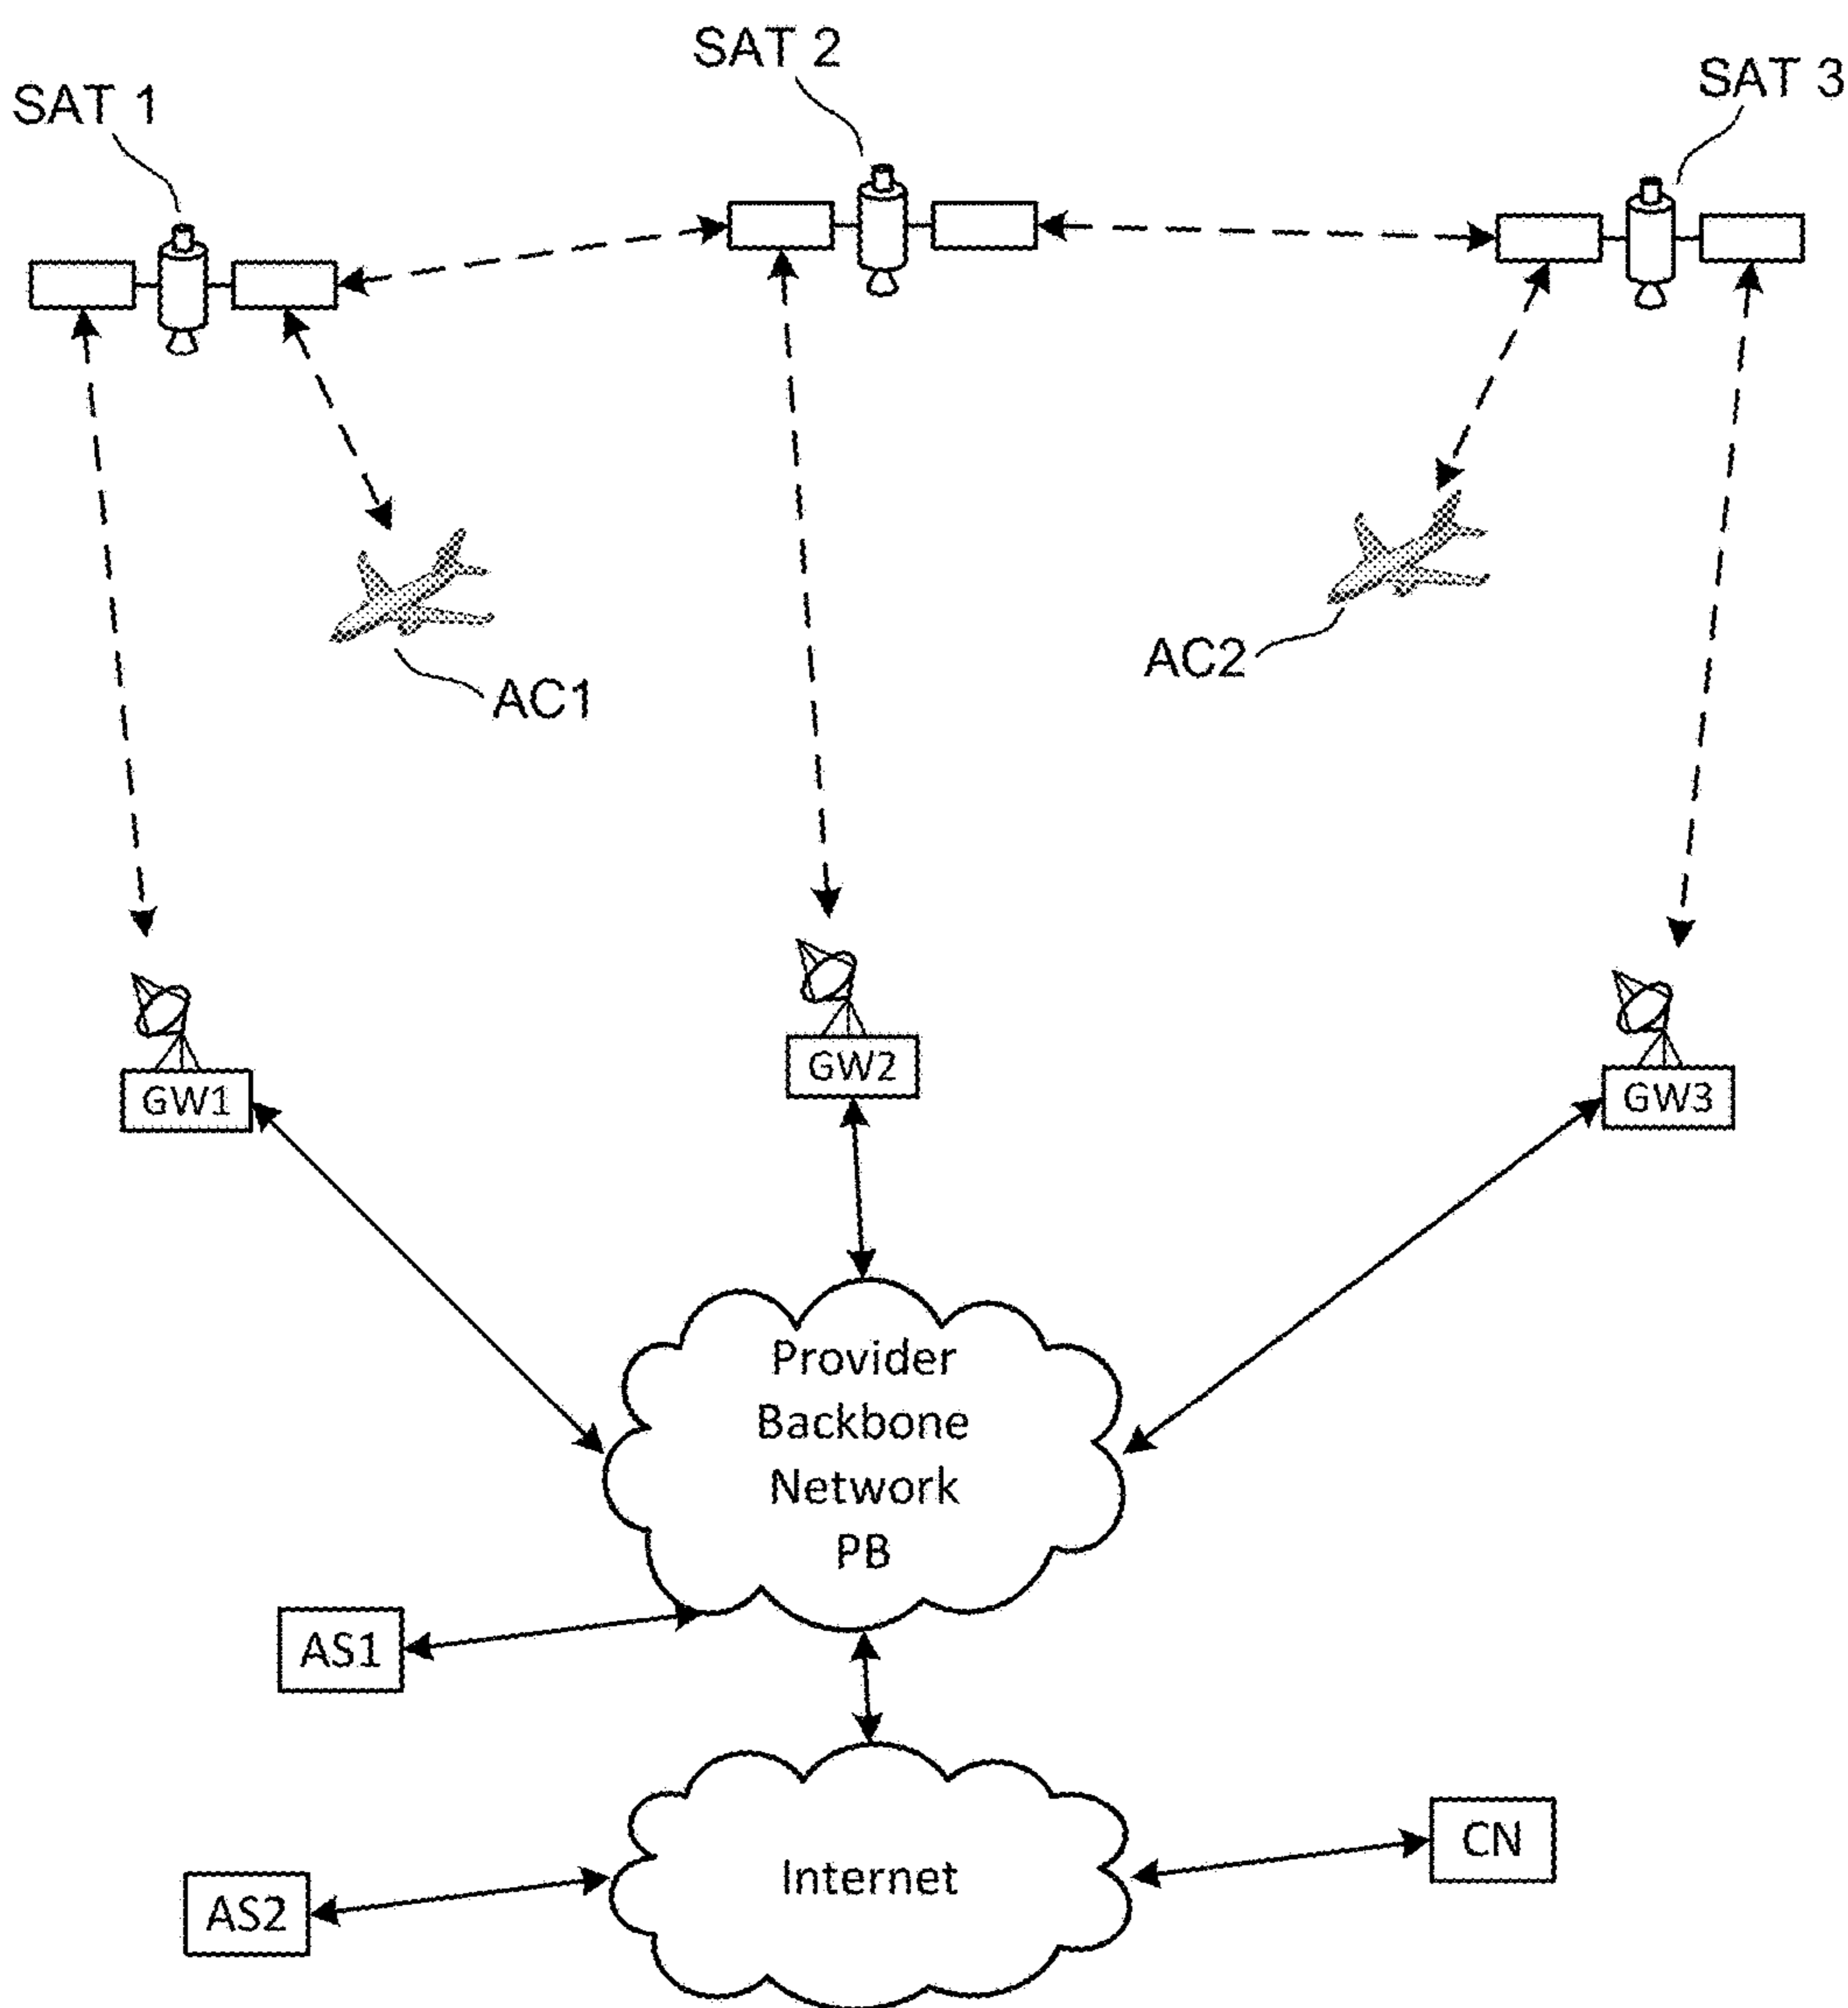 SAT 1
SAT 2
SAT 3
AC1
AC2
GW1
GW2
GW3
Provider
Backbone
Network
PB
AS1
AS2
Internet
CN